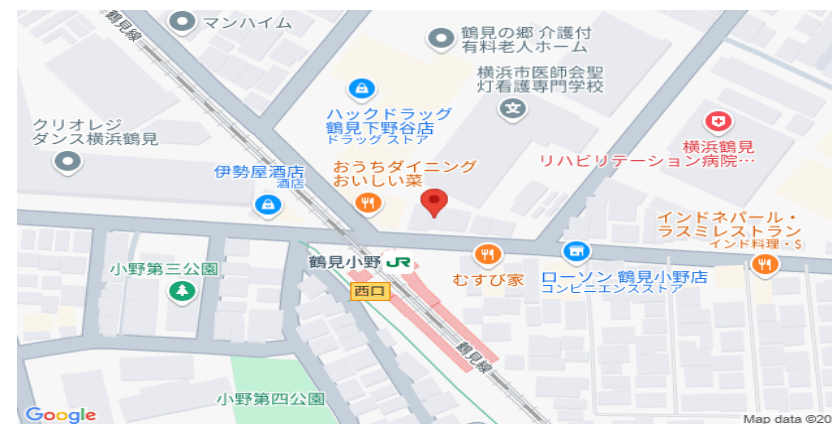 マンハイム
鶴見線
鶴見の郷 介護付
有料老人ホーム
横浜市医師会聖
灯看護専門学校
ハックドラッグ
鶴見下野谷店
ドラッグ ストア
クリオレジ
ダンス横浜鶴見
横浜鶴見
リハビリテーション病院…
伊勢屋酒店
酒店
おうちダイニング
おいしい菜
インドネパール・
ラスミレストラン
インド料理・$
鶴見小野 JR
小野第三公園
西口
むすび家
ローソン 鶴見小野店
コンビニエンスストア
鶴見線
小野第四公園
Google
Map data ©20